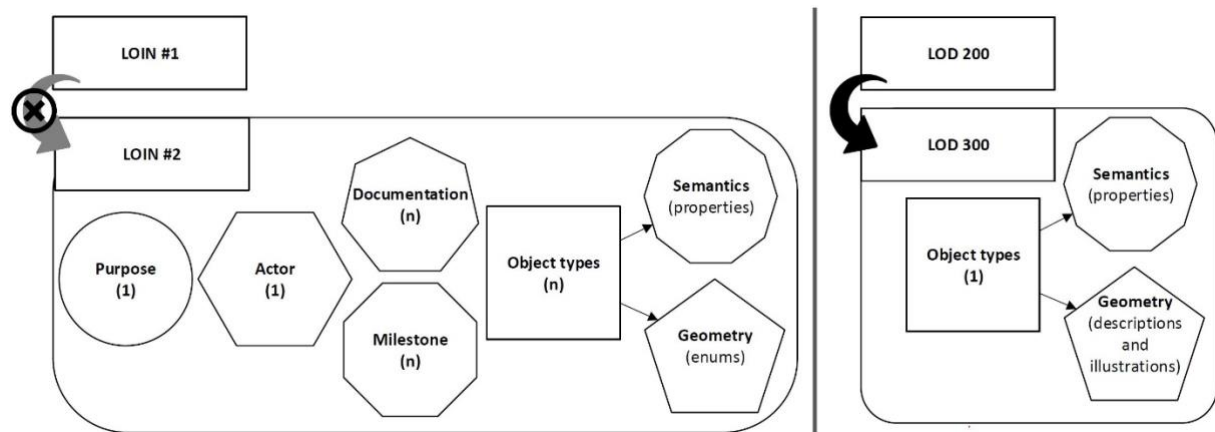 LOIN #1
LOIN #2
Purpose
(1)
Actor
(1)
Documentation
(n)
Milestone
(n)
Object types
(n)
Semantics
(properties)
Geometry
(enums)
LOD 200
LOD 300
Object types
(1)
Semantics
(properties)
Geometry
(descriptions
and
illustrations)